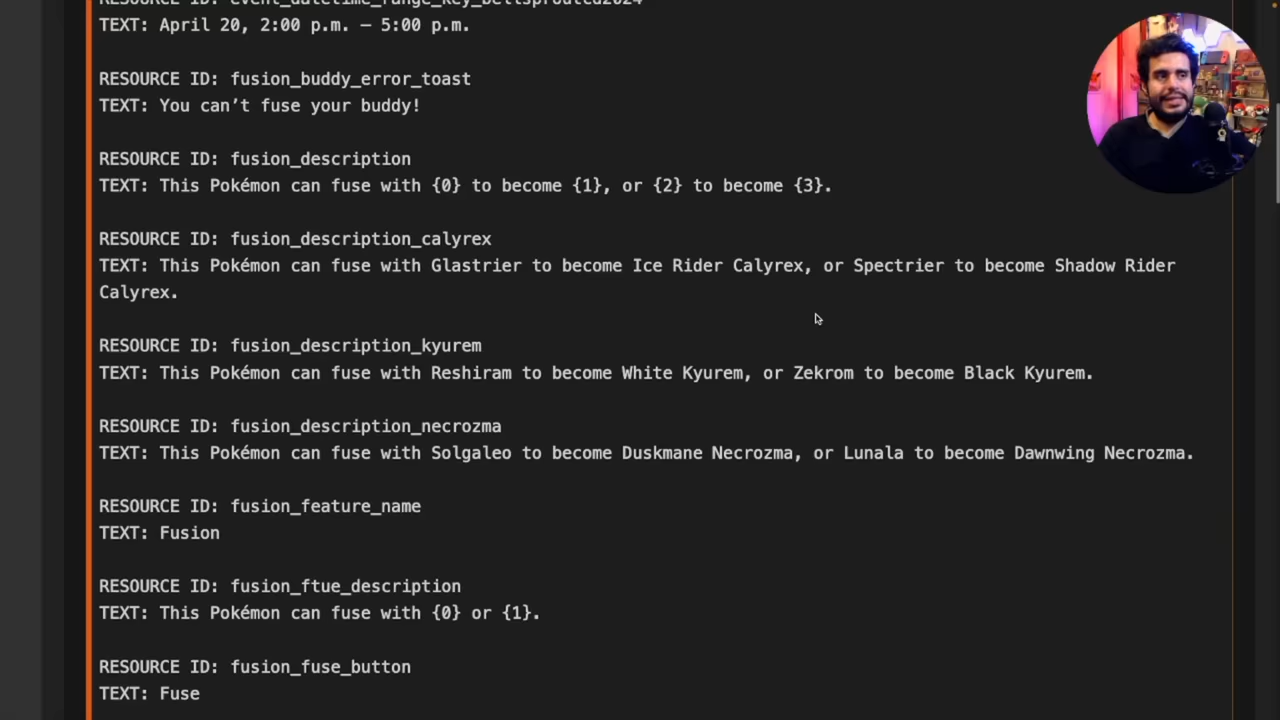 RESOURCE ID: event_datetime_range_key_bellsproutcd2024
TEXT: April 20, 2:00 p.m. – 5:00 p.m.
RESOURCE ID: fusion_buddy_error_toast
TEXT: You can’t fuse your buddy!
RESOURCE ID: fusion_description
TEXT: This Pokémon can fuse with {0} to become {1}, or {2} to become {3}.
RESOURCE ID: fusion_description_calyrex
TEXT: This Pokémon can fuse with Glastrier to become Ice Rider Calyrex, or Spectrier to become Shadow Rider
Calyrex.
RESOURCE ID: fusion_description_kyurem
TEXT: This Pokémon can fuse with Reshiram to become White Kyurem, or Zekrom to become Black Kyurem.
RESOURCE ID: fusion_description_necrozma
TEXT: This Pokémon can fuse with Solgaleo to become Duskmane Necrozma, or Lunala to become Dawnwing Necrozma.
RESOURCE ID: fusion_feature_name
TEXT: Fusion
RESOURCE ID: fusion_ftue_description
TEXT: This Pokémon can fuse with {0} or {1}.
RESOURCE ID: fusion_fuse_button
TEXT: Fuse